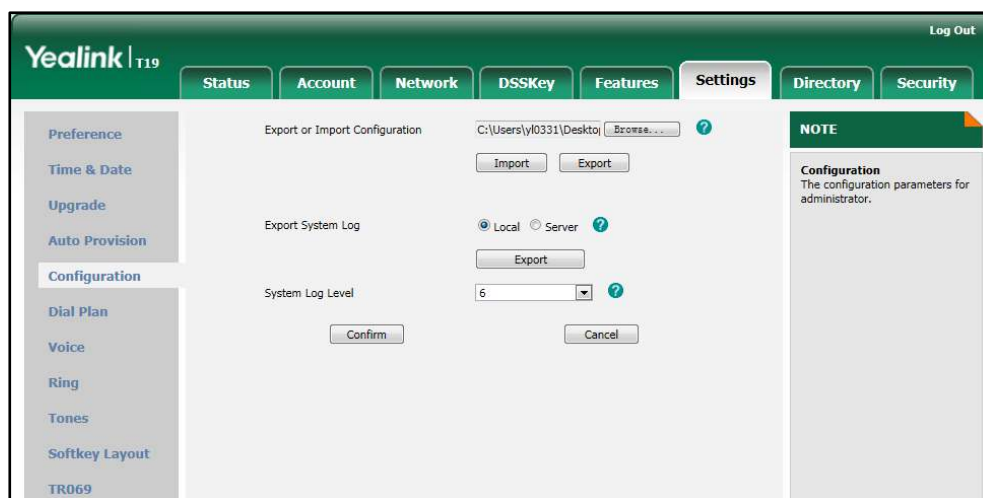 Log Out
Yealink T19
Status Account Network DSSKey Features Settings Directory Security
Preference
Time & Date
Upgrade
Auto Provision
Configuration
Dial Plan
Voice
Ring
Tones
Softkey Layout
TR069
Export or Import Configuration C:\Users\yl0331\Desktop Browse... ?
Import Export
Export System Log Local Server ?
Export
System Log Level 6 ?
Confirm Cancel
NOTE
Configuration
The configuration parameters for
administrator.